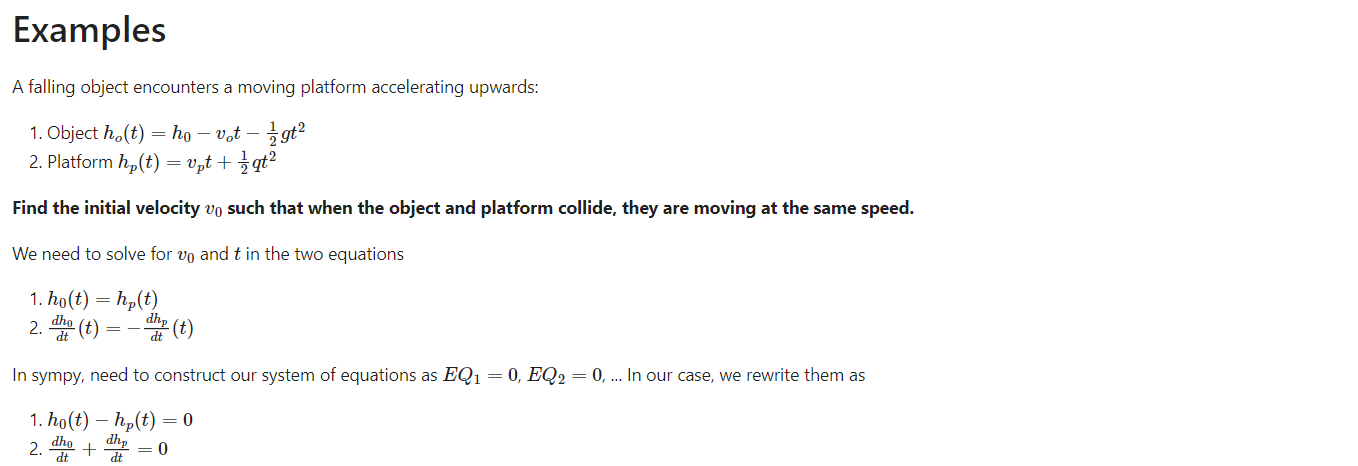 Examples
A falling object encounters a moving platform accelerating upwards:
1. Object $h_o(t) = h_0 - v_o t - \frac{1}{2} g t^2$
2. Platform $h_p(t) = v_p t + \frac{1}{2} q t^2$
Find the initial velocity $v_0$ such that when the object and platform collide, they are moving at the same speed.
We need to solve for $v_0$ and $t$ in the two equations
1. $h_0(t) = h_p(t)$
2. $\frac{dh_0}{dt}(t) = -\frac{dh_p}{dt}(t)$
In sympy, need to construct our system of equations as $EQ_1 = 0$, $EQ_2 = 0$, ... In our case, we rewrite them as
1. $h_0(t) - h_p(t) = 0$
2. $\frac{dh_0}{dt} + \frac{dh_p}{dt} = 0$